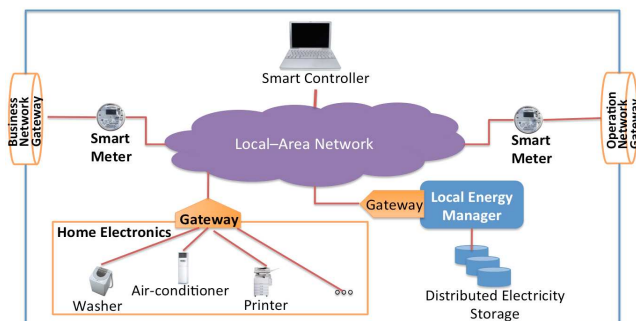 Smart Controller
Business
Network
Gateway
Smart
Meter
Local–Area Network
Smart
Meter
Operation
Network
Gateway
Gateway
Local Energy
Manager
Gateway
Home Electronics
Washer
Air-conditioner
Printer
Distributed Electricity
Storage